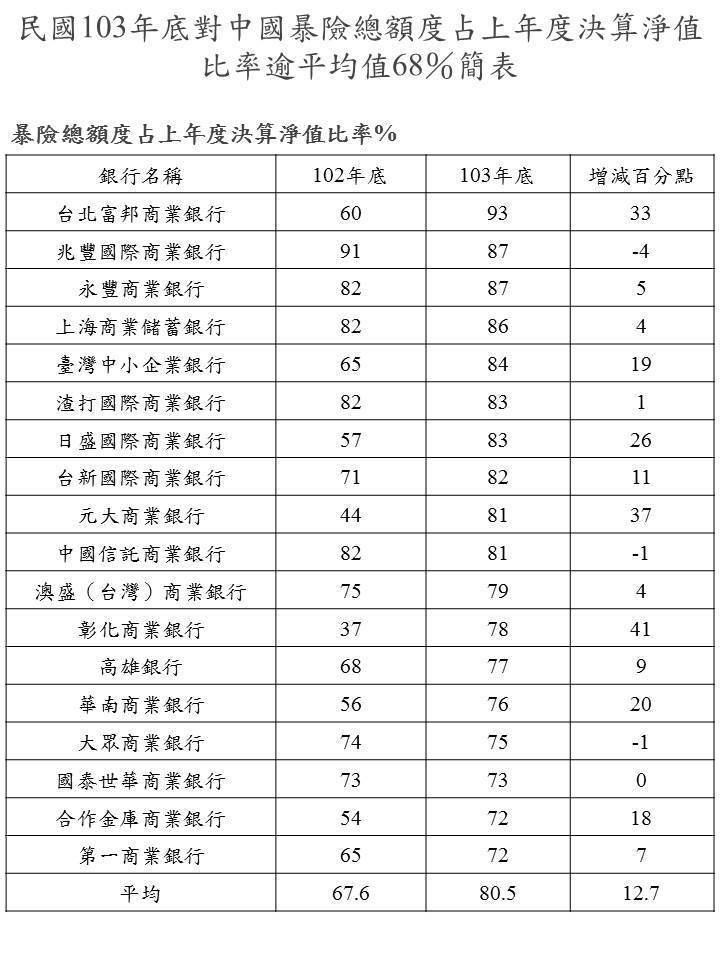 民國103年底對中國暴險總額度占上年度決算淨值
比率逾平均值68%簡表
暴險總額度占上年度決算淨值比率%
銀行名稱 102年底 103年底 增減百分點
台北富邦商業銀行 60 93 33
兆豐國際商業銀行 91 87 -4
永豐商業銀行 82 87 5
上海商業儲蓄銀行 82 86 4
臺灣中小企業銀行 65 84 19
渣打國際商業銀行 82 83 1
日盛國際商業銀行 57 83 26
台新國際商業銀行 71 82 11
元大商業銀行 44 81 37
中國信託商業銀行 82 81 -1
澳盛（台灣）商業銀行 75 79 4
彰化商業銀行 37 78 41
高雄銀行 68 77 9
華南商業銀行 56 76 20
大眾商業銀行 74 75 -1
國泰世華商業銀行 73 73 0
合作金庫商業銀行 54 72 18
第一商業銀行 65 72 7
平均 67.6 80.5 12.7